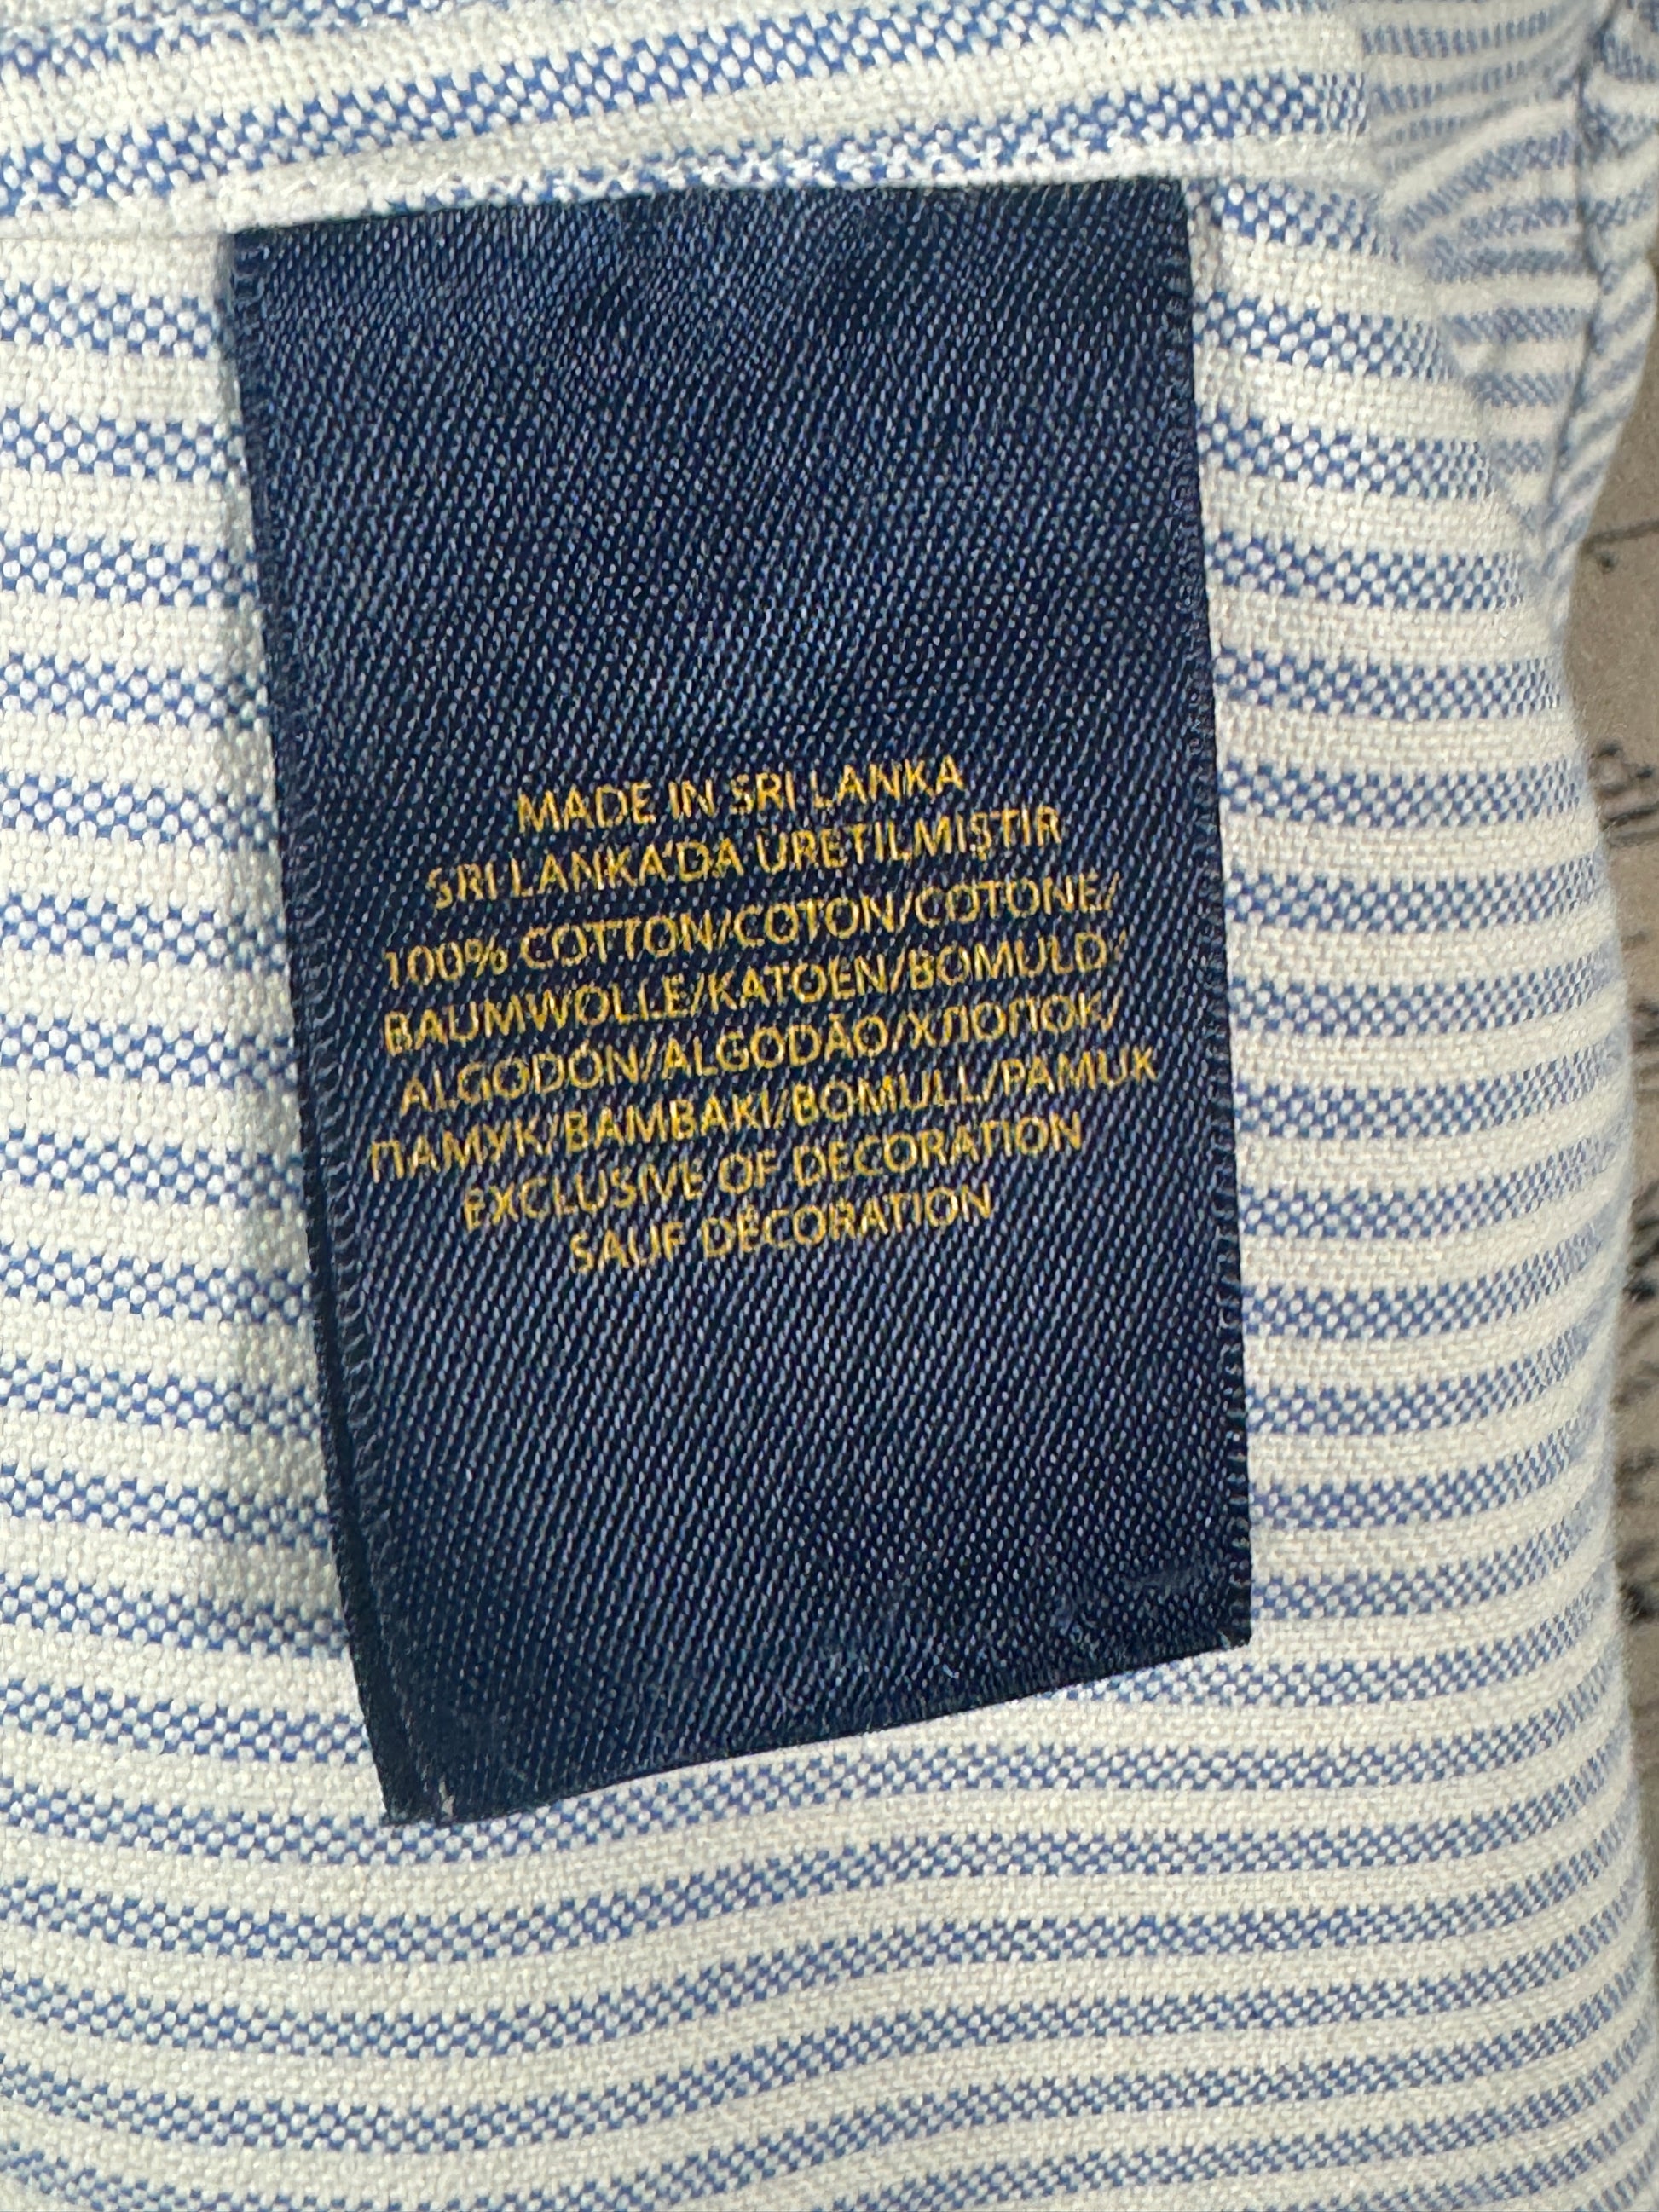 MADE IN SRI LANKA
SRI LANKA'DA ÜRETILMIŞTIR
100% COTTON/COTON/COTONE/
BAUMWOLLE/KATOEN/BOMULD/
ALGODÓN/ALGODÃO/ХЛОПОК/
ПАМУК/BAMBAKI/BOMULL/PAMUK
EXCLUSIVE OF DECORATION
SAUF DÉCORATION